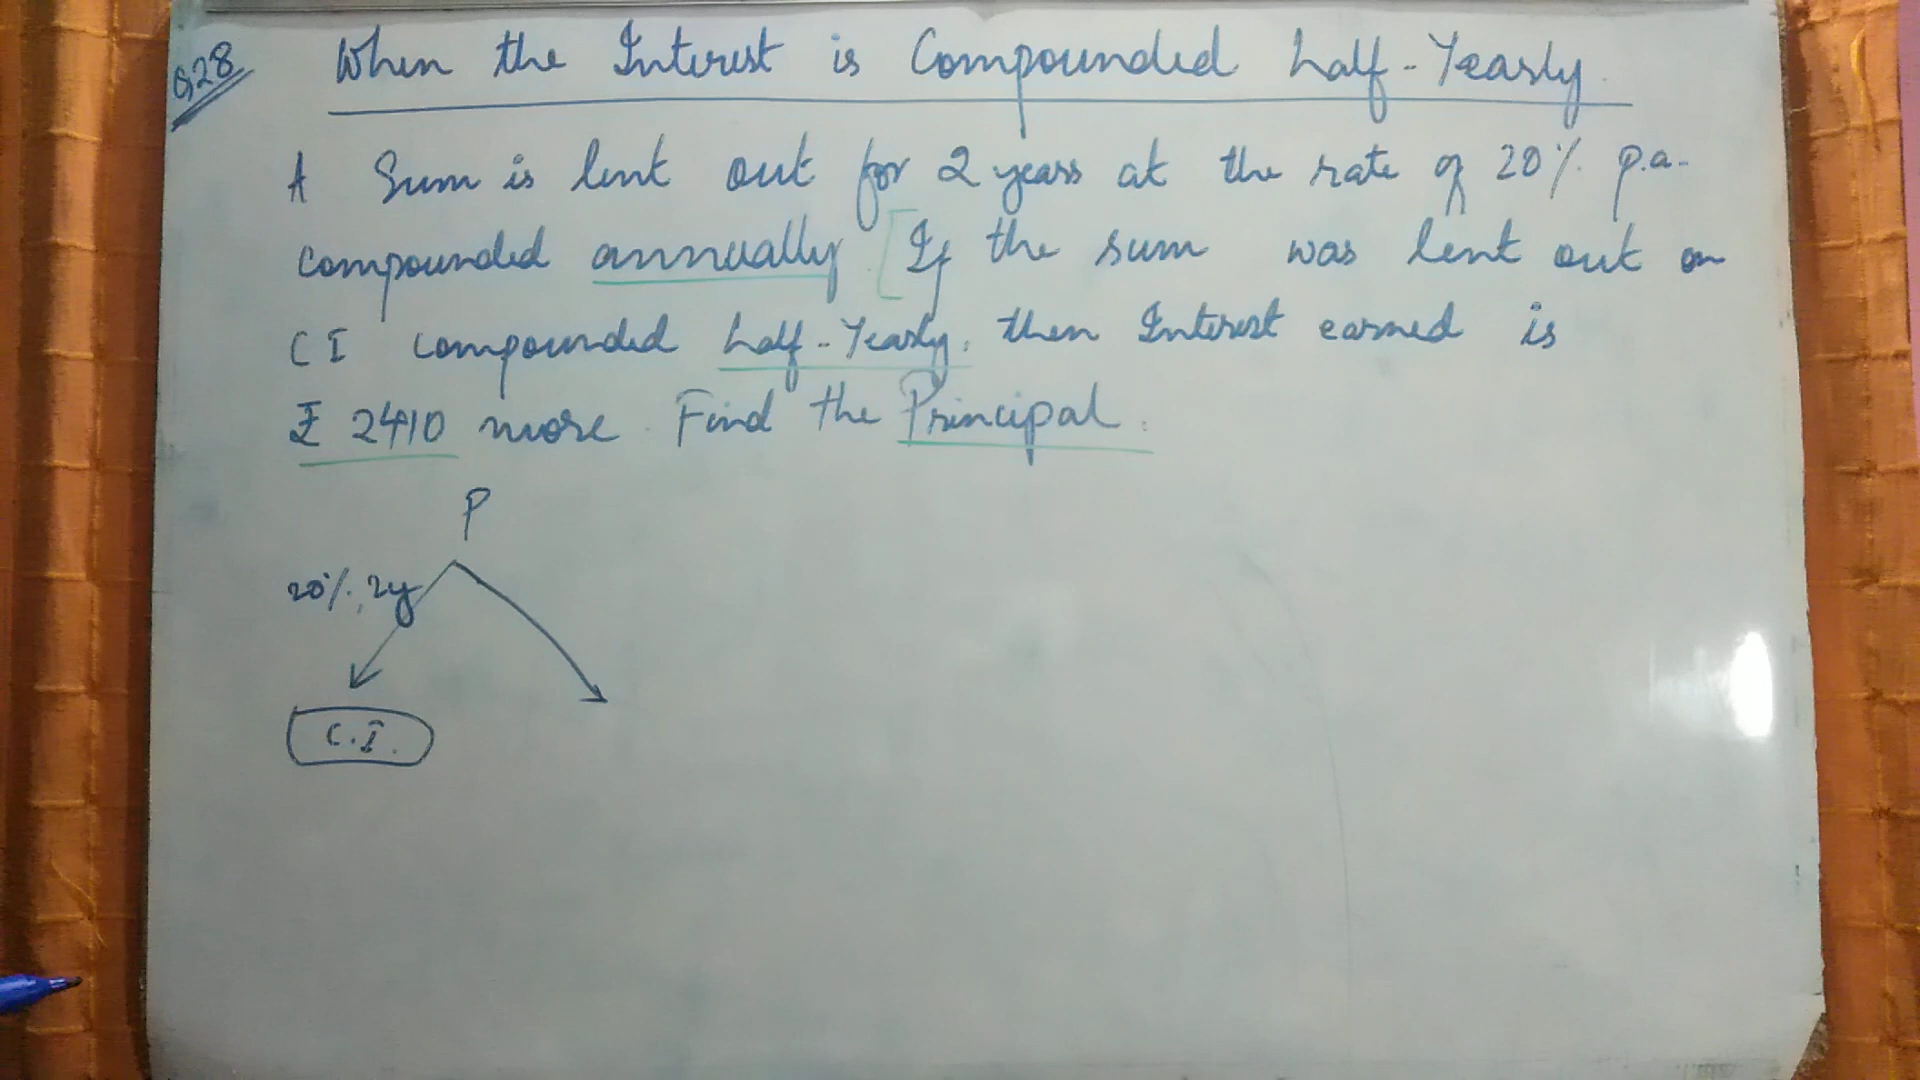 Q28 When the Interest is Compounded half-Yearly.
A Sum is lent out for 2 years at the rate of 20% p.a.
compounded annually. [If the sum was lent out on
CI compounded half-Yearly, then Interest earned is
₹ 2410 more. Find the Principal.
P
20%, 2y
C.I.